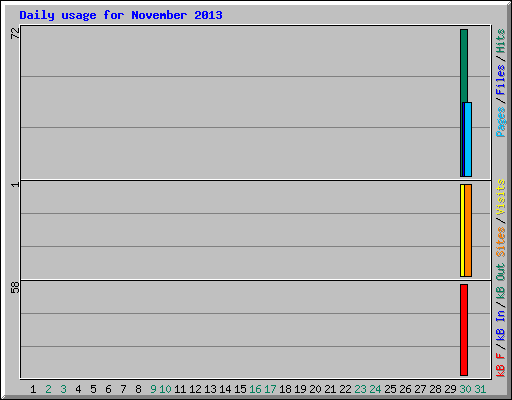 Daily usage for November 2013
72
Pages / Files / Hits
1
Sites / Visits
58
kB F / kB In / kB Out
1 2 3 4 5 6 7 8 9 10 11 12 13 14 15 16 17 18 19 20 21 22 23 24 25 26 27 28 29 30 31